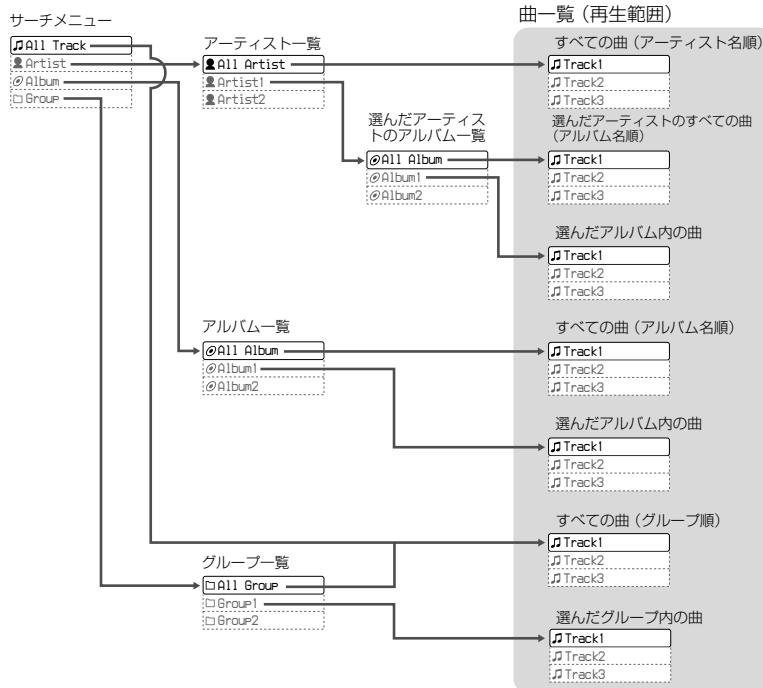 サーチメニュー
All Track
Artist
Album
Group
アーティスト一覧
All Artist
Artist1
Artist2
選んだアーティス
トのアルバム一覧
All Album
Album1
Album2
アルバム一覧
All Album
Album1
Album2
グループ一覧
All Group
Group1
Group2
曲一覧（再生範囲）
すべての曲（アーティスト名順）
Track1
Track2
Track3
選んだアーティストのすべての曲
（アルバム名順）
Track1
Track2
Track3
選んだアルバム内の曲
Track1
Track2
Track3
すべての曲（アルバム名順）
Track1
Track2
Track3
選んだアルバム内の曲
Track1
Track2
Track3
すべての曲（グループ順）
Track1
Track2
Track3
選んだグループ内の曲
Track1
Track2
Track3